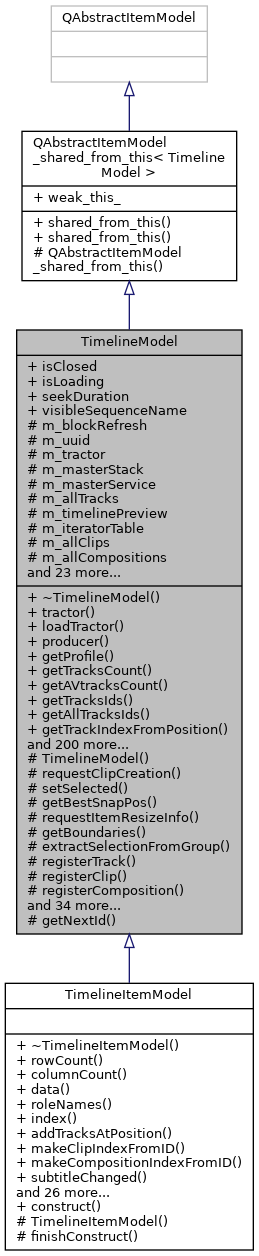 QAbstractItemModel
QAbstractItemModel
_shared_from_this< Timeline
Model >
+ weak_this_
+ shared_from_this()
+ shared_from_this()
# QAbstractItemModel
_shared_from_this()
TimelineModel
+ isClosed
+ isLoading
+ seekDuration
+ visibleSequenceName
# m_blockRefresh
# m_uuid
# m_tractor
# m_masterStack
# m_masterService
# m_allTracks
# m_timelinePreview
# m_iteratorTable
# m_allClips
# m_allCompositions
and 23 more...
+ ~TimelineModel()
+ tractor()
+ loadTractor()
+ producer()
+ getProfile()
+ getTracksCount()
+ getAVtracksCount()
+ getTracksIds()
+ getAllTracksIds()
+ getTrackIndexFromPosition()
and 200 more...
# TimelineModel()
# requestClipCreation()
# setSelected()
# getBestSnapPos()
# requestItemResizeInfo()
# getBoundaries()
# extractSelectionFromGroup()
# registerTrack()
# registerClip()
# registerComposition()
and 34 more...
# getNextId()
TimelineItemModel
+ ~TimelineItemModel()
+ rowCount()
+ columnCount()
+ data()
+ roleNames()
+ index()
+ addTracksAtPosition()
+ makeClipIndexFromID()
+ makeCompositionIndexFromID()
+ subtitleChanged()
and 26 more...
+ construct()
# TimelineItemModel()
# finishConstruct()